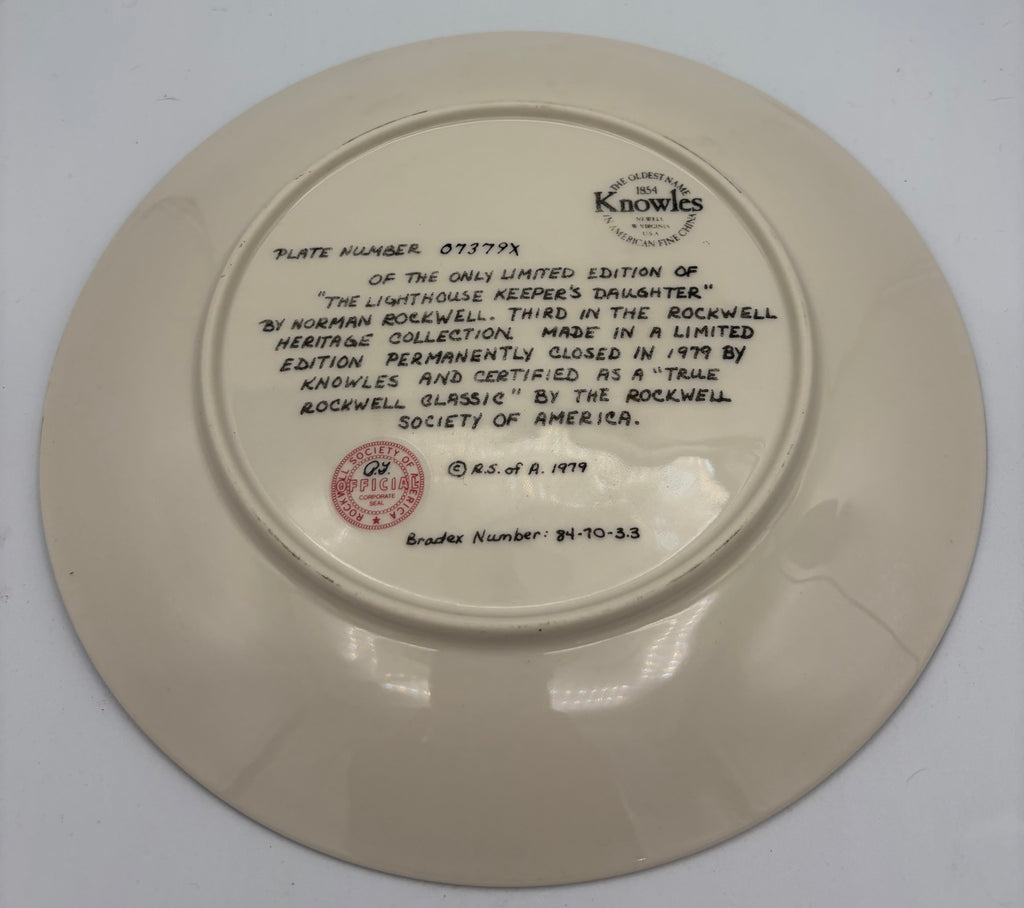 THE OLDEST NAME
1854
Knowles
NEWELL
W VIRGINIA
U.S.A
IN AMERICAN FINE CHINA
PLATE NUMBER 07379X
OF THE ONLY LIMITED EDITION OF
"THE LIGHTHOUSE KEEPER'S DAUGHTER"
BY NORMAN ROCKWELL. THIRD IN THE ROCKWELL
HERITAGE COLLECTION. MADE IN A LIMITED
EDITION PERMANENTLY CLOSED IN 1979 BY
KNOWLES AND CERTIFIED AS A "TRUE
ROCKWELL CLASSIC" BY THE ROCKWELL
SOCIETY OF AMERICA.
ROCKWELL SOCIETY OF AMERICA
OFFICIAL
CORPORATE
SEAL
© R.S. of A. 1979
Bradex Number: 84-70-3.3